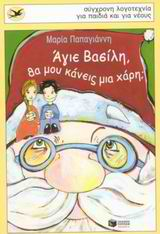 σύγχρονη λογοτεχνία
για παιδιά και για νέους
Μαρία Παπαγιάννη
Άγιε Βασίλη,
θα μου κάνεις μια χάρη;